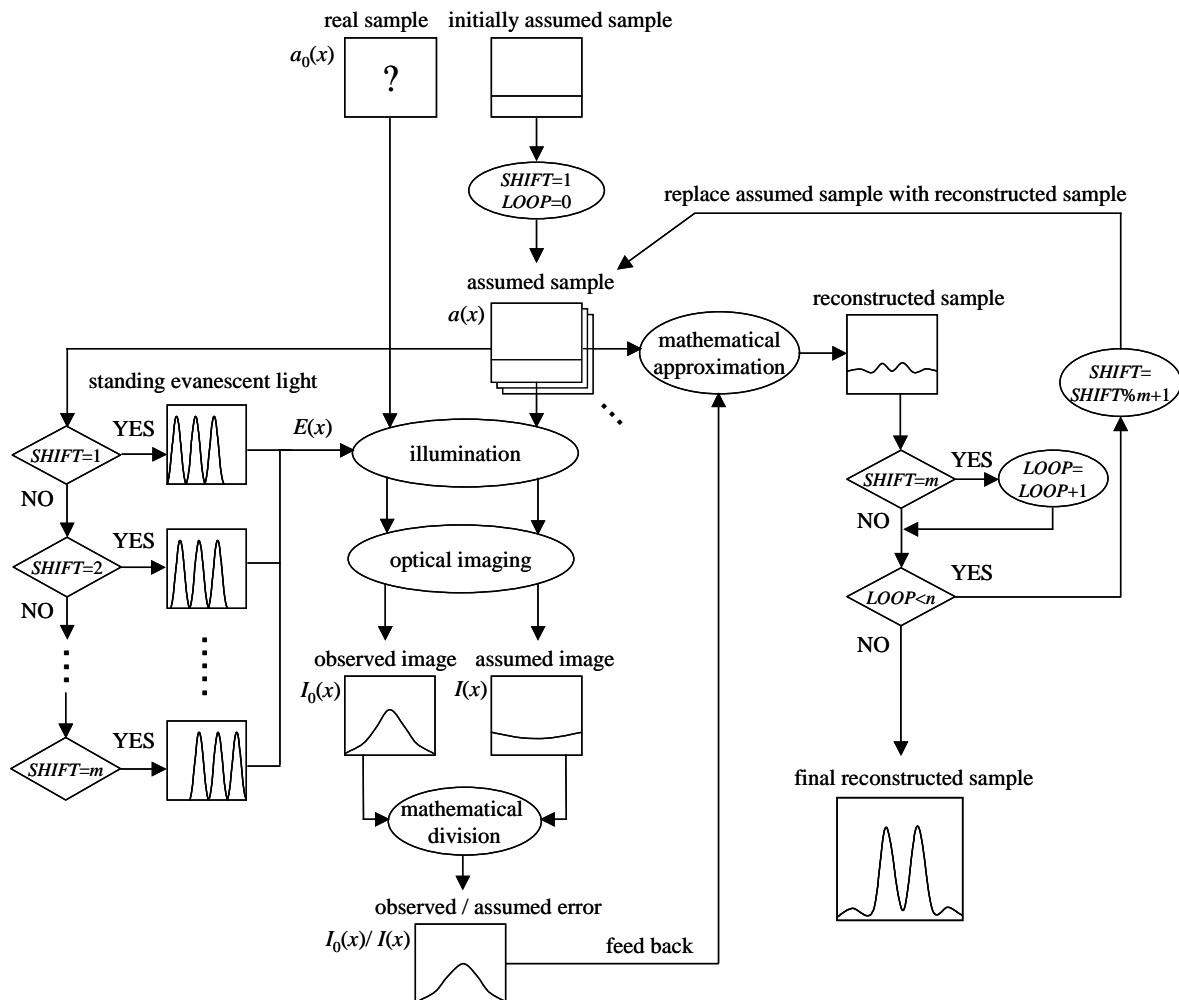 real sample
initially assumed sample
a₀(x)
?
SHIFT=1
LOOP=0
replace assumed sample with reconstructed sample
assumed sample
a(x)
reconstructed sample
mathematical
approximation
SHIFT=
SHIFT%m+1
standing evanescent light
YES
E(x)
SHIFT=1
illumination
NO
YES
SHIFT=m
LOOP=
LOOP+1
NO
YES
SHIFT=2
optical imaging
NO
YES
LOOP<n
NO
observed image
assumed image
I₀(x)
I(x)
YES
SHIFT=m
final reconstructed sample
mathematical
division
observed / assumed error
I₀(x)/ I(x)
feed back